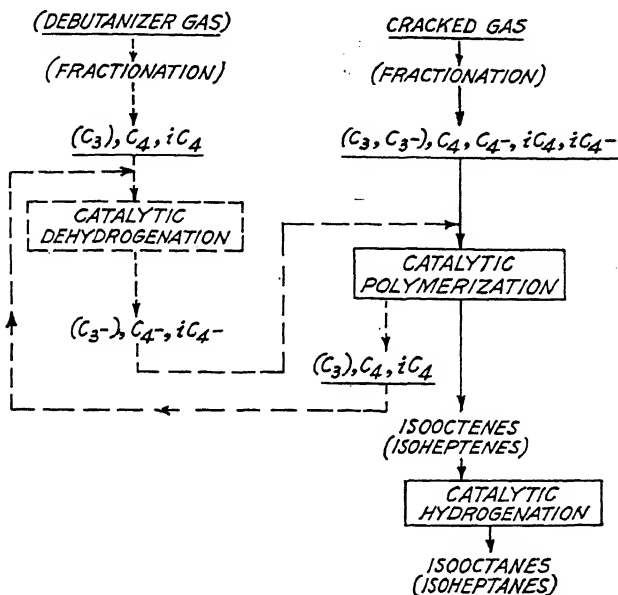 (DEBUTANIZER GAS)
CRACKED GAS
(FRACTIONATION)
(FRACTIONATION)
(C3), C4, iC4
(C3, C3-), C4, C4-, iC4, iC4-
CATALYTIC
DEHYDROGENATION
CATALYTIC
POLYMERIZATION
(C3-), C4-, iC4-
(C3), C4, iC4
ISOOCTENES
(ISOHEPTENES)
CATALYTIC
HYDROGENATION
ISOOCTANES
(ISOHEPTANES)